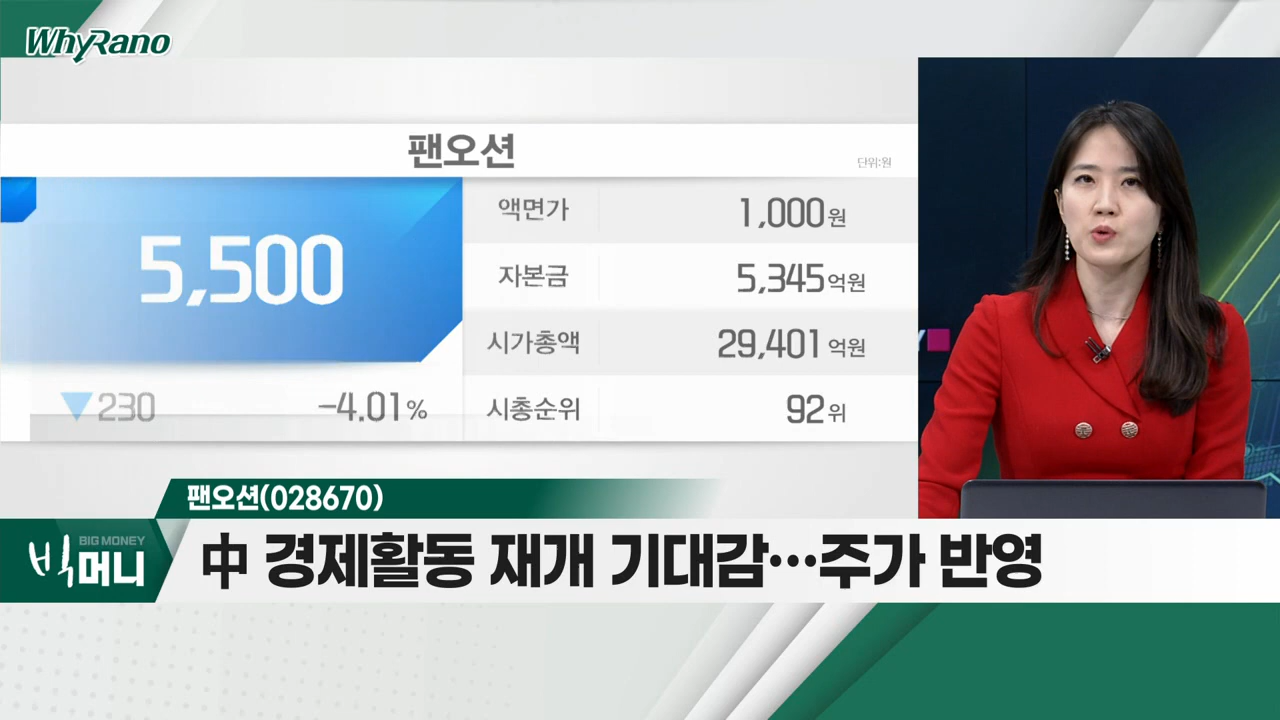 WhyRano
팬오션
단위:원
5,500
▼230 -4.01%
액면가 1,000원
자본금 5,345억원
시가총액 29,401억원
시총순위 92위
팬오션(028670)
BIG MONEY
빅머니
中 경제활동 재개 기대감…주가 반영